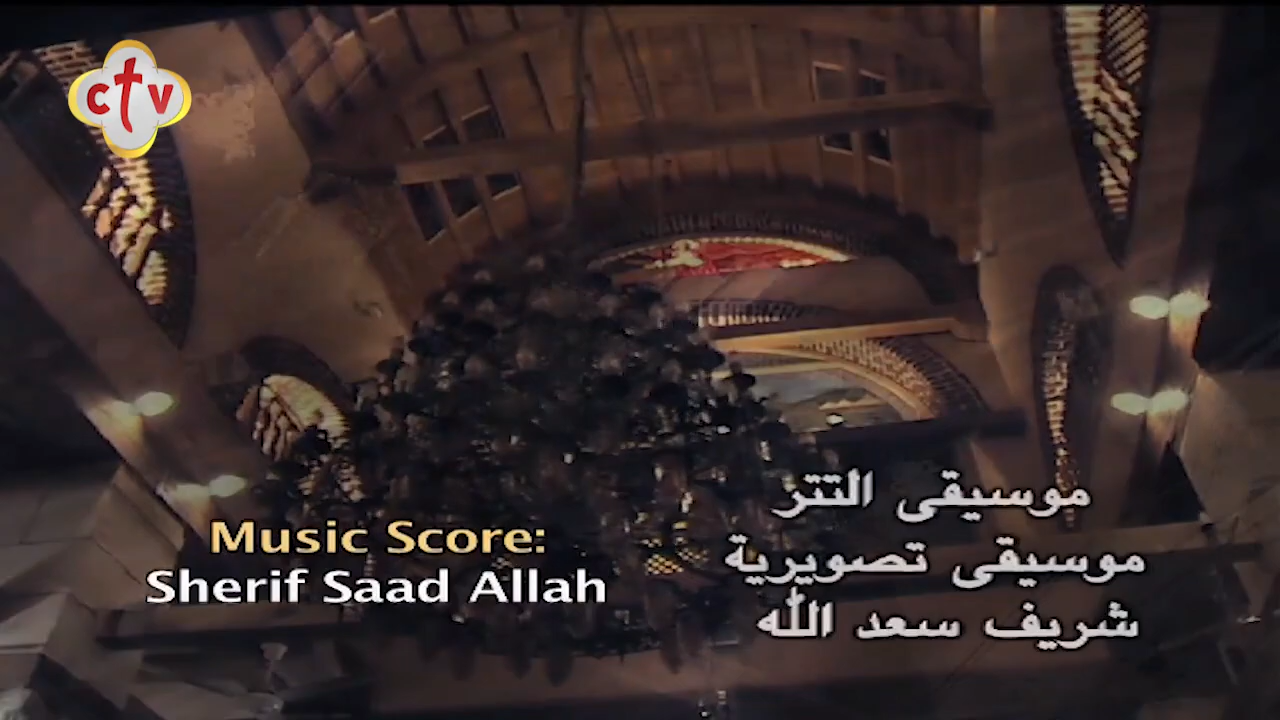 CTV
Music Score:
Sherif Saad Allah
موسيقى التتر
موسيقى تصويرية
شريف سعد الله